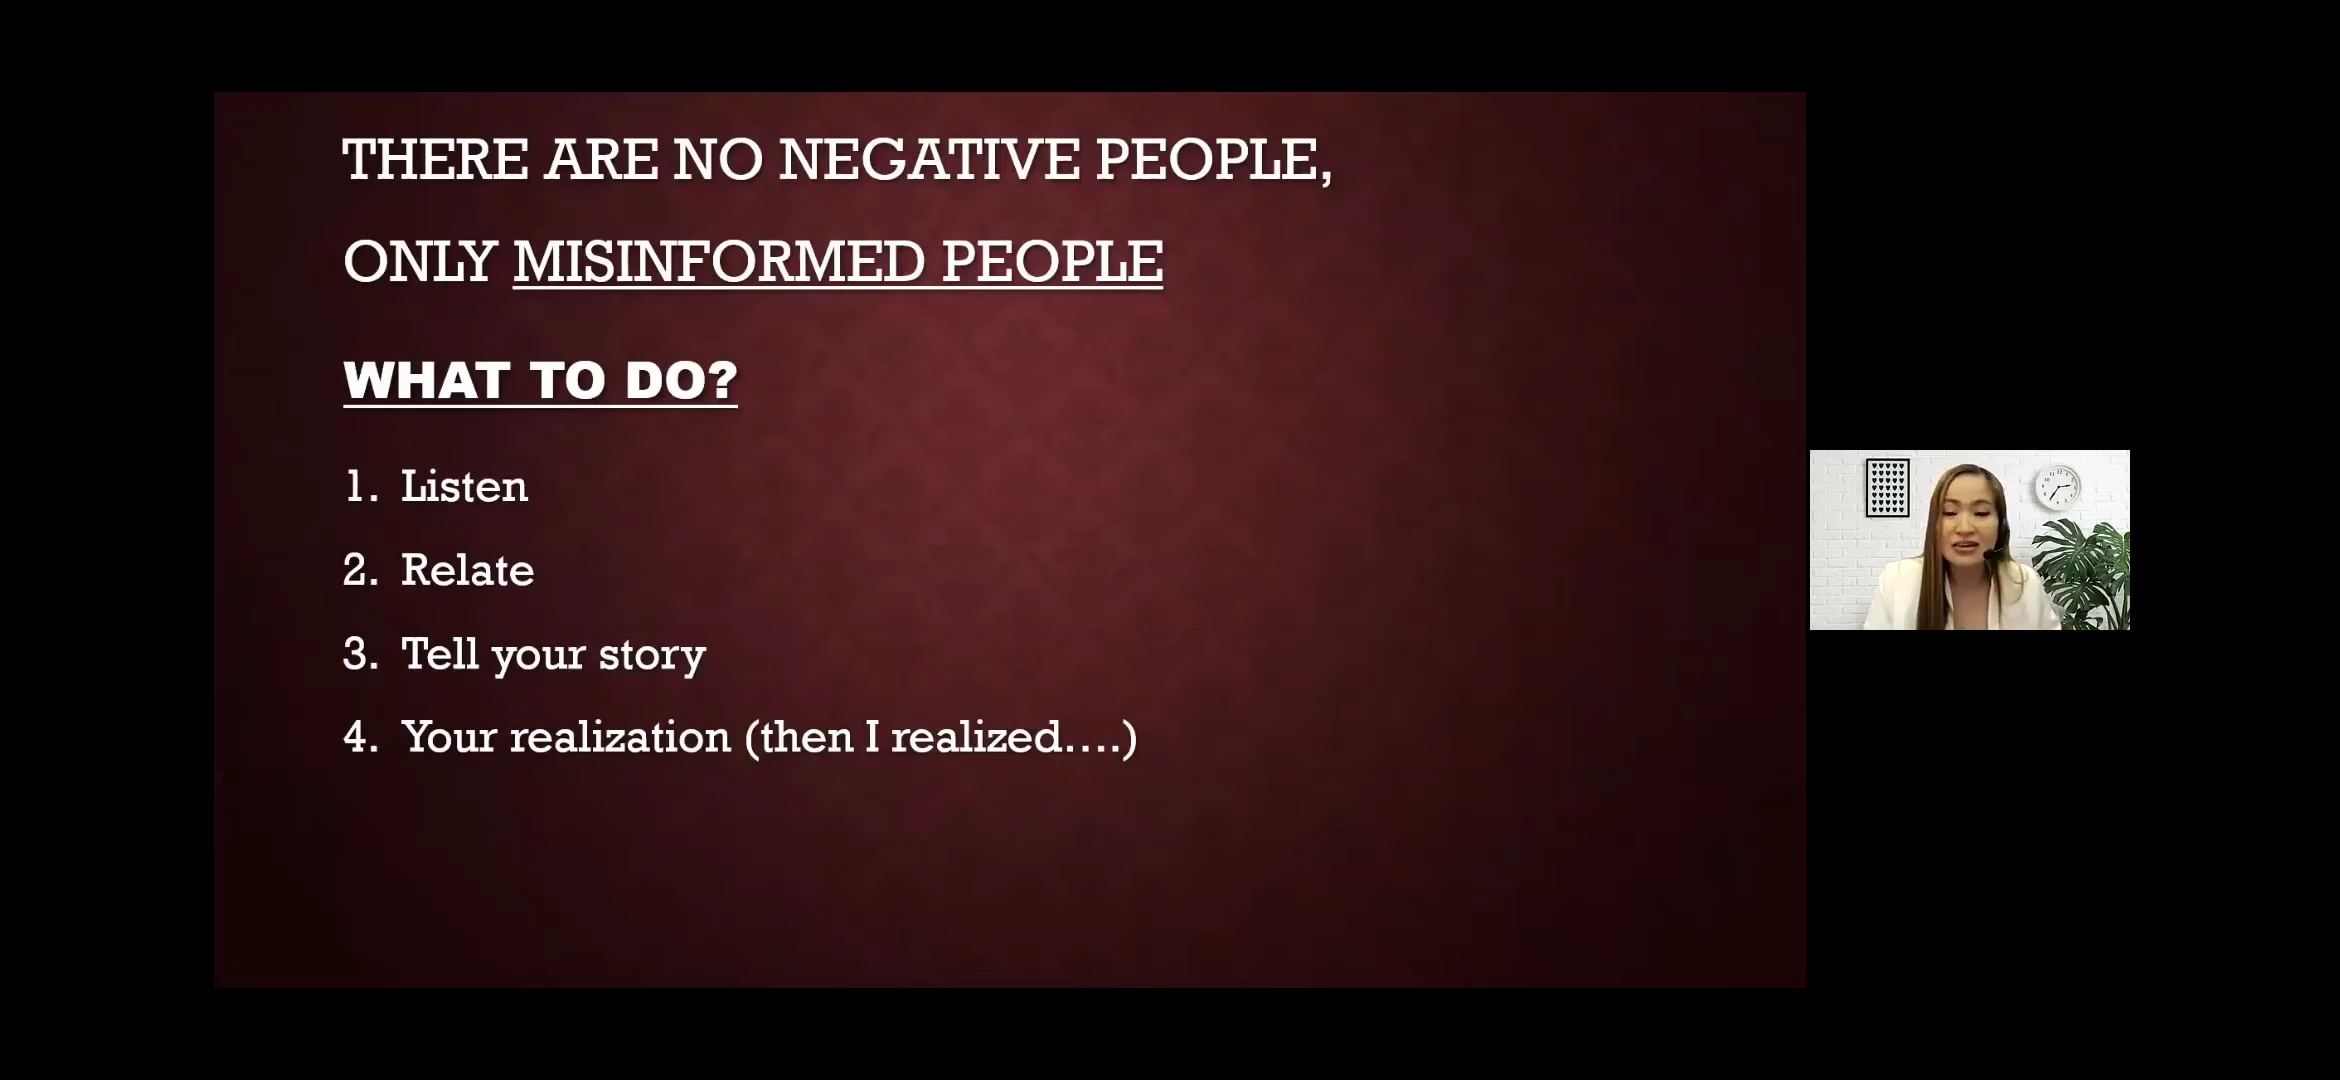 THERE ARE NO NEGATIVE PEOPLE,
ONLY MISINFORMED PEOPLE
WHAT TO DO?
1. Listen
2. Relate
3. Tell your story
4. Your realization (then I realized....)